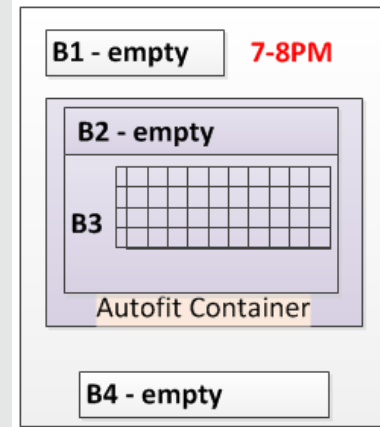 B1 - empty 7-8PM
B2 - empty
B3
Autofit Container
B4 - empty